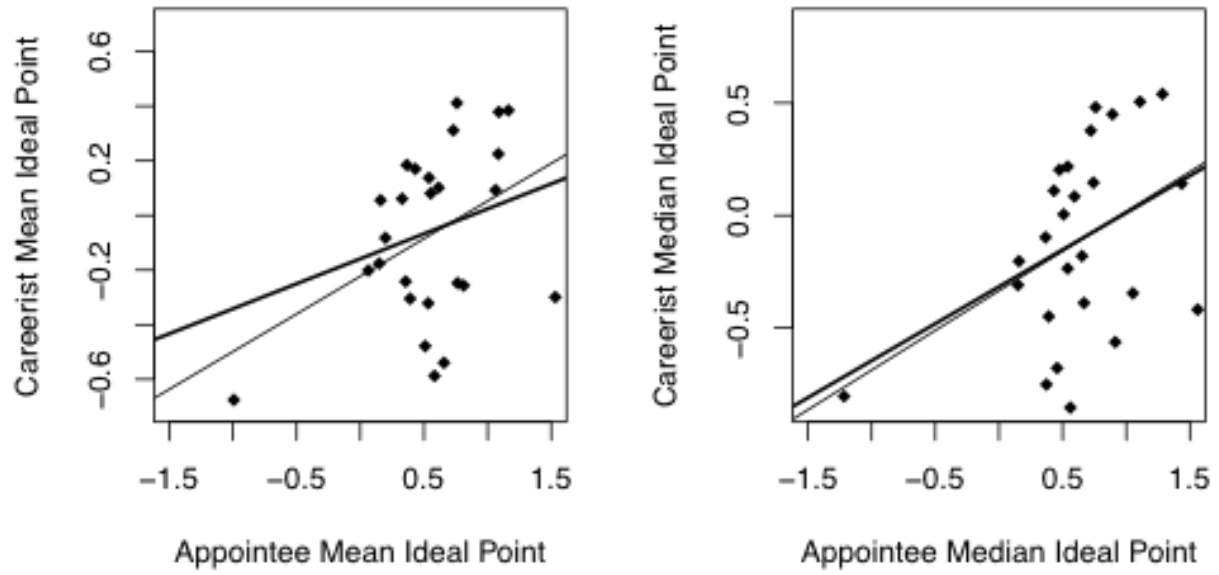 Careerist Mean Ideal Point
0.6
0.2
−0.2
−0.6
−1.5 −0.5 0.5 1.5
Appointee Mean Ideal Point
Careerist Median Ideal Point
0.5
0.0
−0.5
−1.5 −0.5 0.5 1.5
Appointee Median Ideal Point